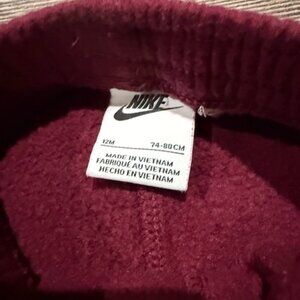 NIKE
12M 74-80CM
MADE IN VIETNAM
FABRIQUÉ AU VIETNAM
HECHO EN VIETNAM